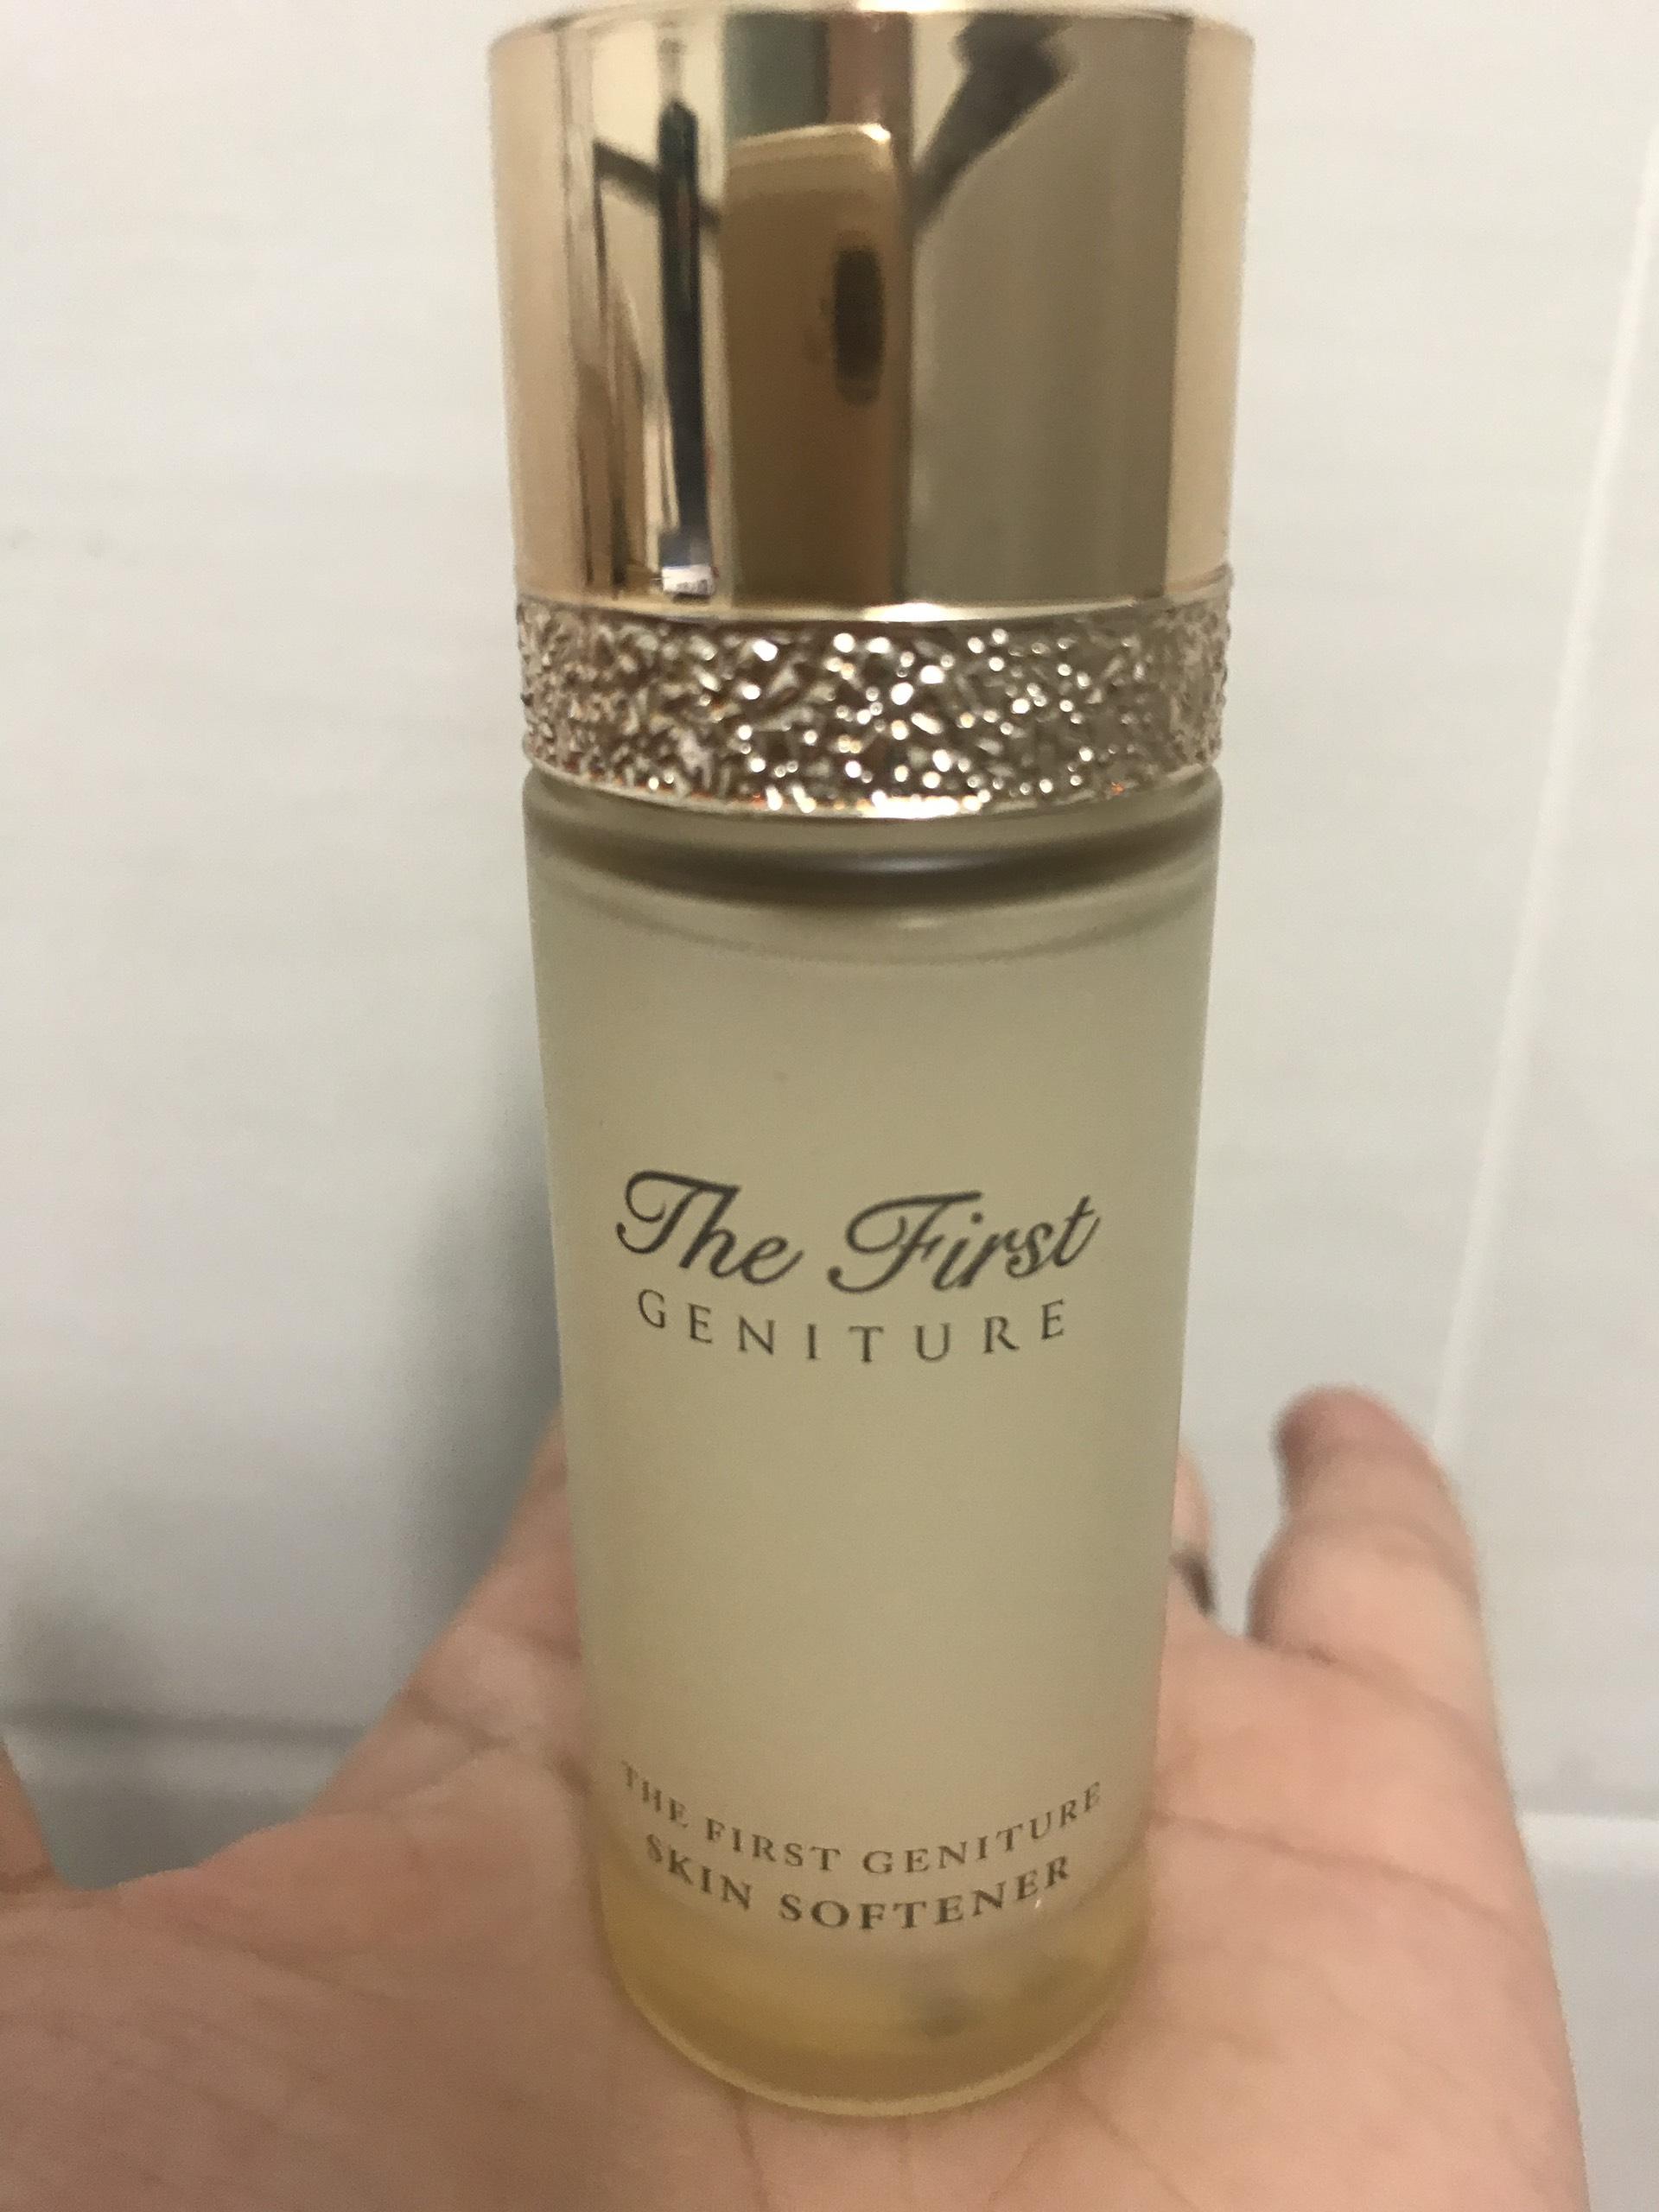 The First
GENITURE
THE FIRST GENITURE
SKIN SOFTENER